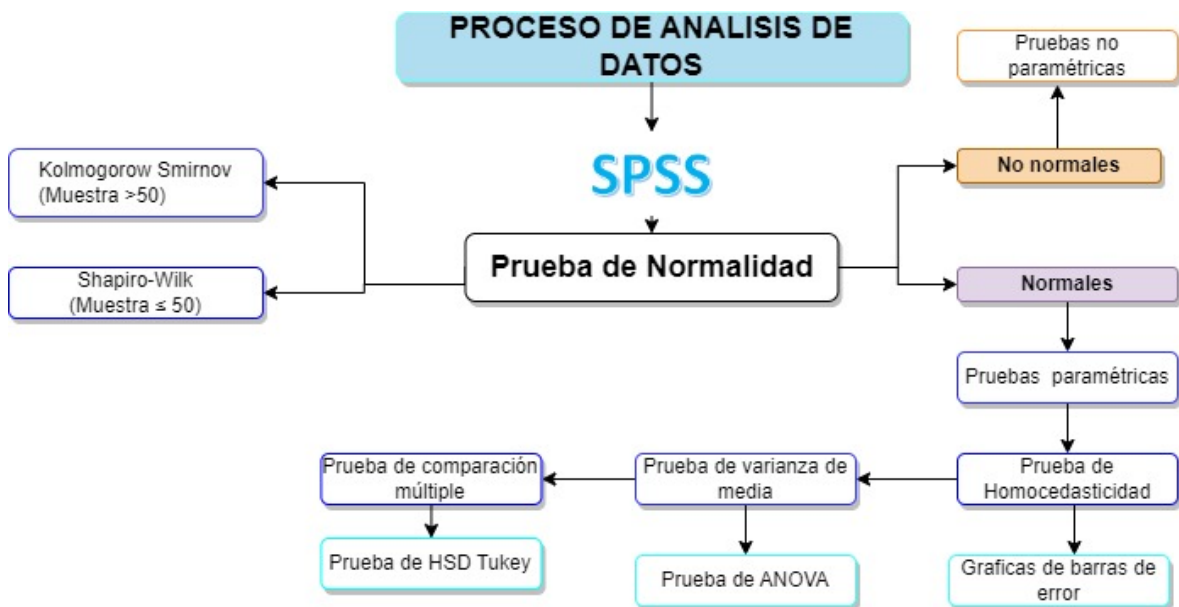 PROCESO DE ANALISIS DE
DATOS
Pruebas no
paramétricas
SPSS
Kolmogorow Smirnov
(Muestra >50)
No normales
Prueba de Normalidad
Shapiro-Wilk
(Muestra ≤ 50)
Normales
Pruebas paramétricas
Prueba de comparación
múltiple
Prueba de varianza de
media
Prueba de
Homocedasticidad
Prueba de HSD Tukey
Prueba de ANOVA
Graficas de barras de
error